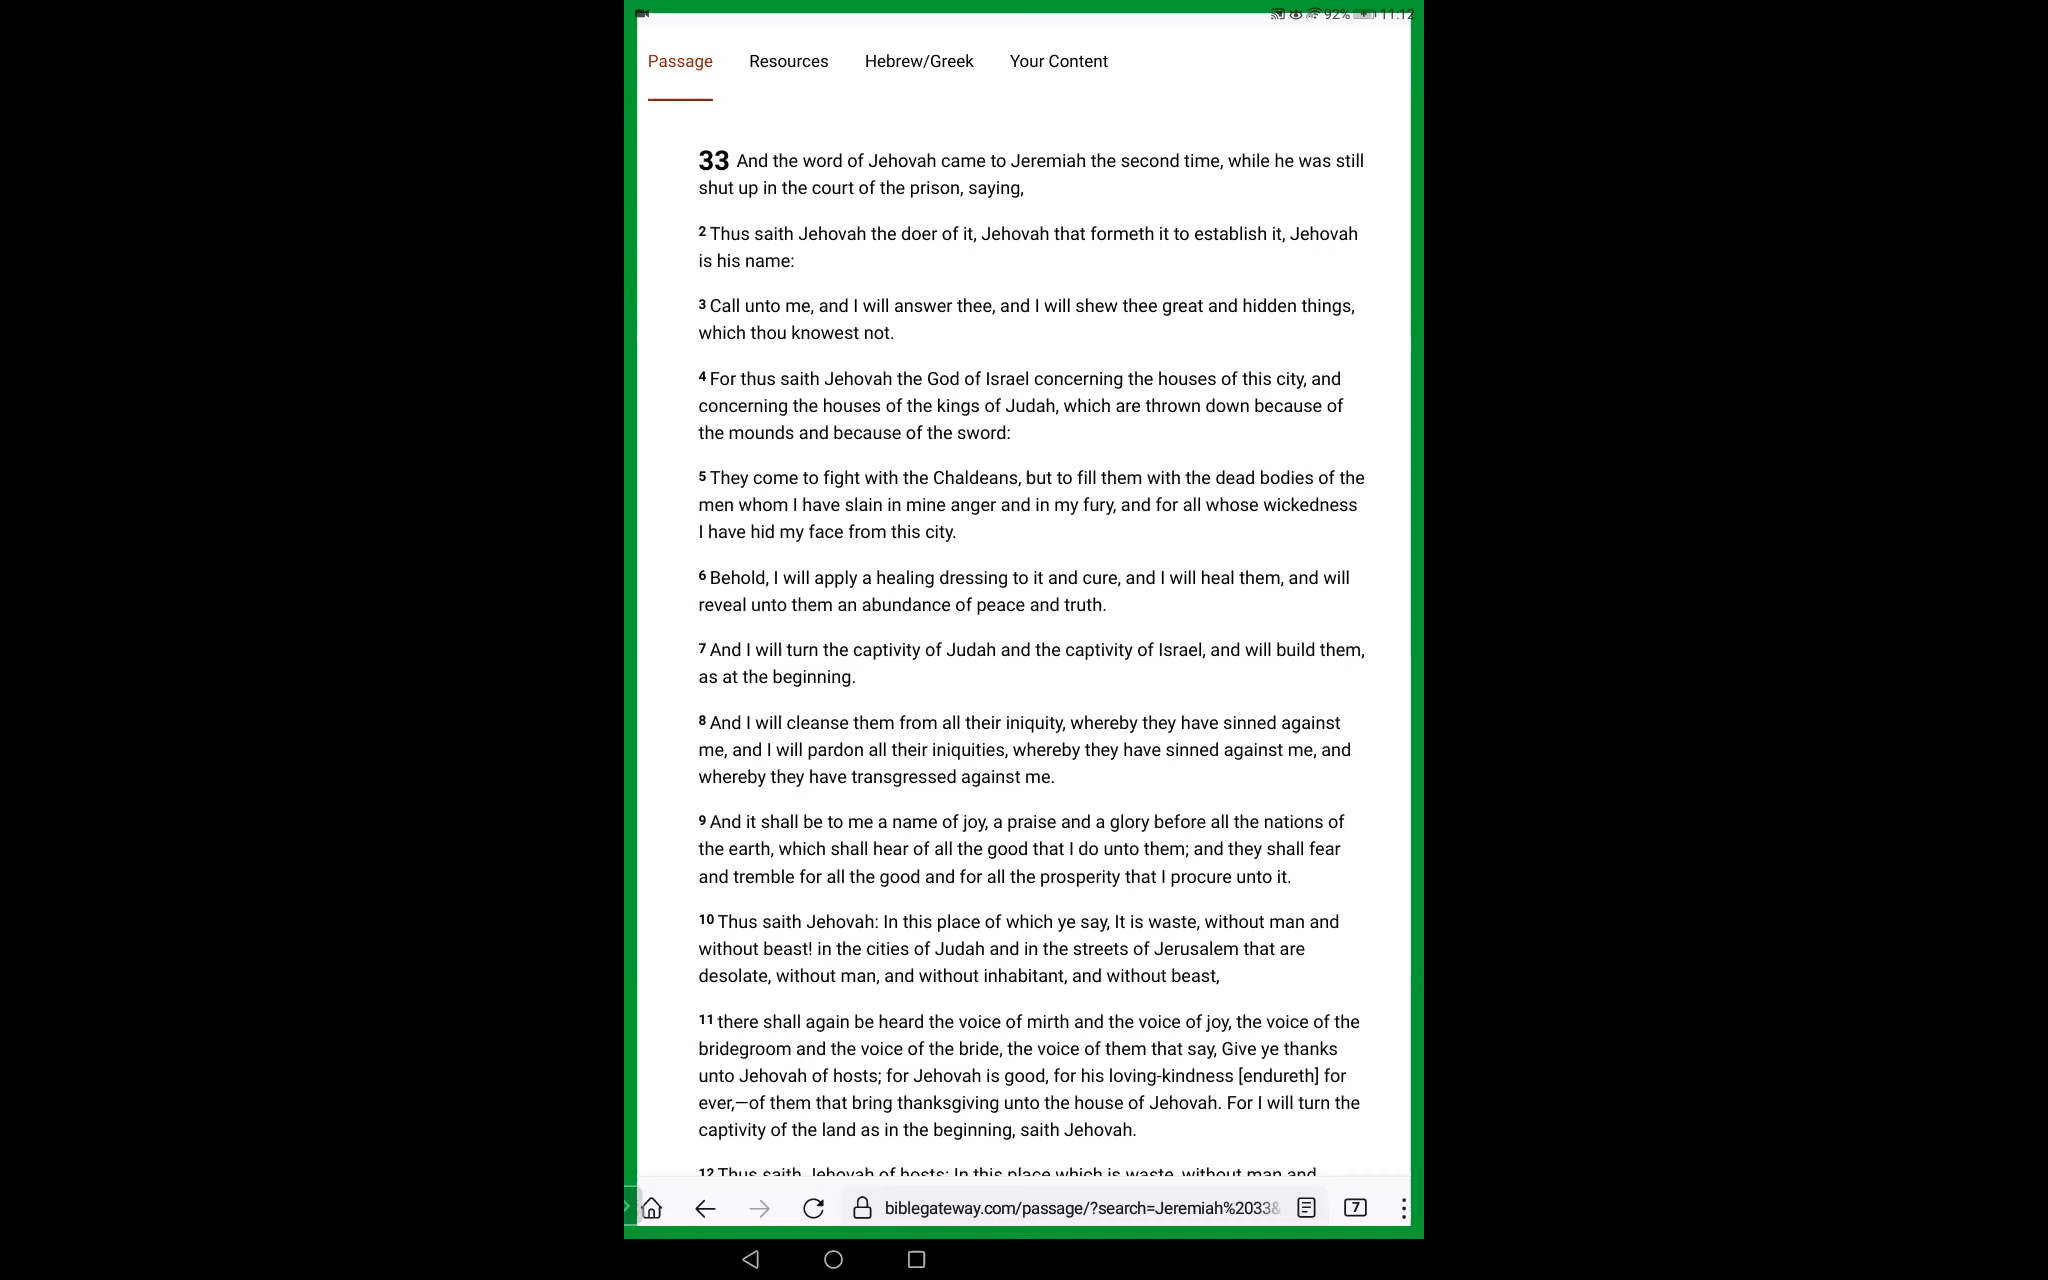 92% 11:12
Passage Resources Hebrew/Greek Your Content
33 And the word of Jehovah came to Jeremiah the second time, while he was still
shut up in the court of the prison, saying,
2 Thus saith Jehovah the doer of it, Jehovah that formeth it to establish it, Jehovah
is his name:
3 Call unto me, and I will answer thee, and I will shew thee great and hidden things,
which thou knowest not.
4 For thus saith Jehovah the God of Israel concerning the houses of this city, and
concerning the houses of the kings of Judah, which are thrown down because of
the mounds and because of the sword:
5 They come to fight with the Chaldeans, but to fill them with the dead bodies of the
men whom I have slain in mine anger and in my fury, and for all whose wickedness
I have hid my face from this city.
6 Behold, I will apply a healing dressing to it and cure, and I will heal them, and will
reveal unto them an abundance of peace and truth.
7 And I will turn the captivity of Judah and the captivity of Israel, and will build them,
as at the beginning.
8 And I will cleanse them from all their iniquity, whereby they have sinned against
me, and I will pardon all their iniquities, whereby they have sinned against me, and
whereby they have transgressed against me.
9 And it shall be to me a name of joy, a praise and a glory before all the nations of
the earth, which shall hear of all the good that I do unto them; and they shall fear
and tremble for all the good and for all the prosperity that I procure unto it.
10 Thus saith Jehovah: In this place of which ye say, It is waste, without man and
without beast! in the cities of Judah and in the streets of Jerusalem that are
desolate, without man, and without inhabitant, and without beast,
11 there shall again be heard the voice of mirth and the voice of joy, the voice of the
bridegroom and the voice of the bride, the voice of them that say, Give ye thanks
unto Jehovah of hosts; for Jehovah is good, for his loving-kindness [endureth] for
ever,—of them that bring thanksgiving unto the house of Jehovah. For I will turn the
captivity of the land as in the beginning, saith Jehovah.
12 Thus saith Jehovah of hosts: In this place which is waste, without man and
biblegateway.com/passage/?search=Jeremiah%2033& 7